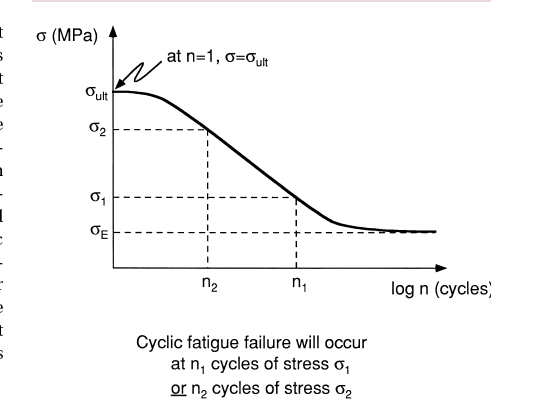 σ (MPa)
at n=1, σ=σult
σult
σ2
σ1
σE
n2
n1
log n (cycles)
Cyclic fatigue failure will occur
at n1 cycles of stress σ1
or n2 cycles of stress σ2